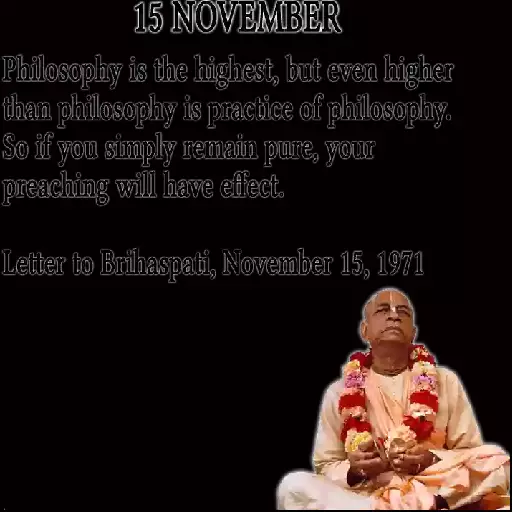 15 NOVEMBER
Philosophy is the highest, but even higher
than philosophy is practice of philosophy.
So if you simply remain pure, your
preaching will have effect.
Letter to Brihaspati, November 15, 1971